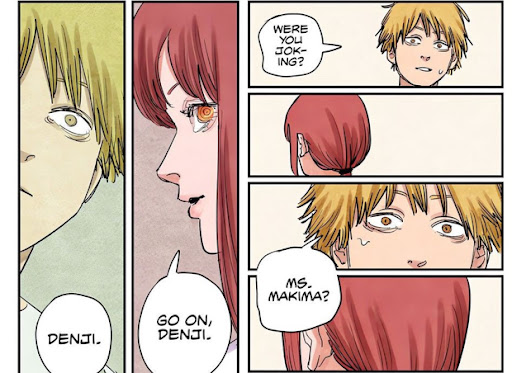 DENJI.
GO ON,
DENJI.
WERE
YOU
JOK-
ING?
MS.
MAKIMA?